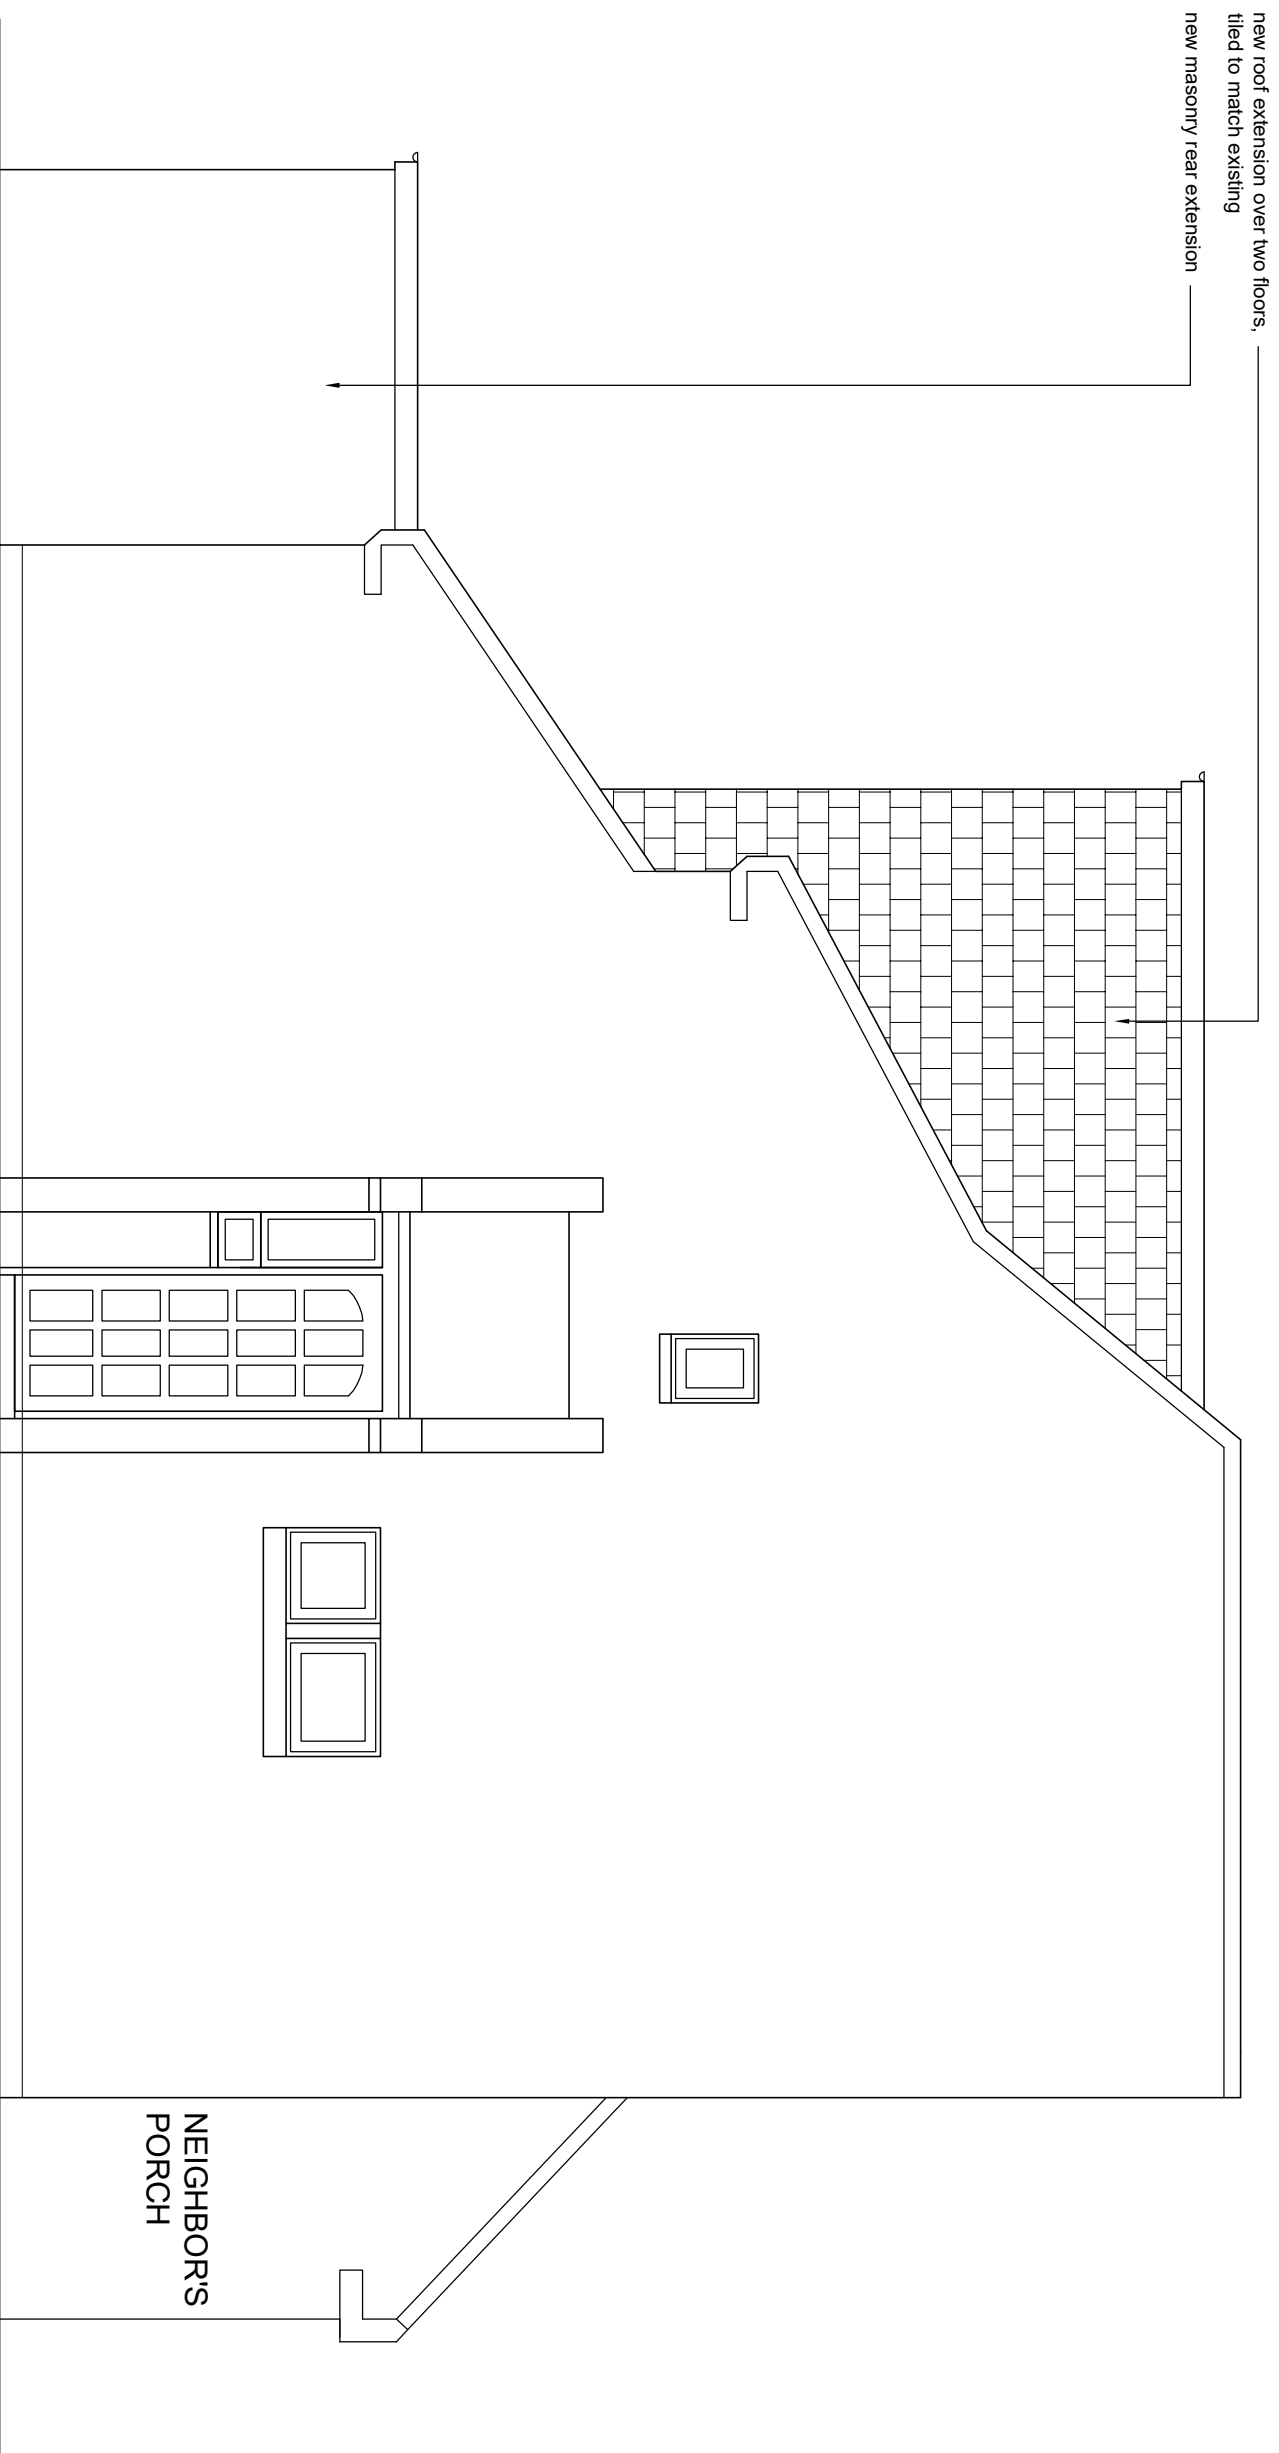 new roof extension over two floors,
tiled to match existing
new masonry rear extension
NEIGHBOR'S
PORCH